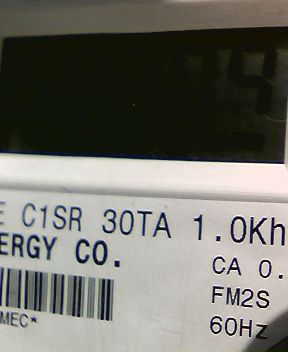 E C1SR 30TA 1.0Kh
ERGY CO.
CA 0.
FM2S
MEC*
60Hz